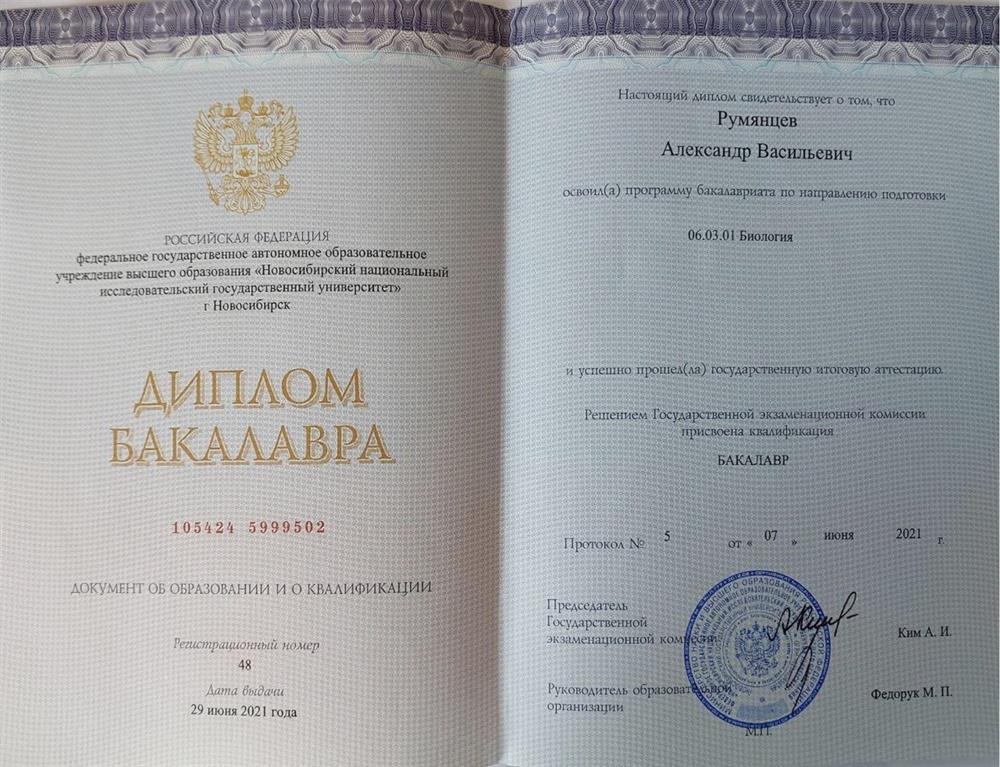 РОССИЙСКАЯ ФЕДЕРАЦИЯ
федеральное государственное автономное образовательное
учреждение высшего образования «Новосибирский национальный
исследовательский государственный университет»
г Новосибирск
ДИПЛОМ
БАКАЛАВРА
105424 5999502
ДОКУМЕНТ ОБ ОБРАЗОВАНИИ И О КВАЛИФИКАЦИИ
Регистрационный номер
48
Дата выдачи
29 июня 2021 года
Настоящий диплом свидетельствует о том, что
Румянцев
Александр Васильевич
освоил(а) программу бакалавриата по направлению подготовки
06.03.01 Биология
и успешно прошел(ла) государственную итоговую аттестацию.
Решением Государственной экзаменационной комиссии
присвоена квалификация
БАКАЛАВР
Протокол № 5 от « 07 » июня 2021 г.
Председатель
Государственной
экзаменационной комиссии
Ким А. И.
Руководитель образовательной
организации
Федорук М. П.
М.П.